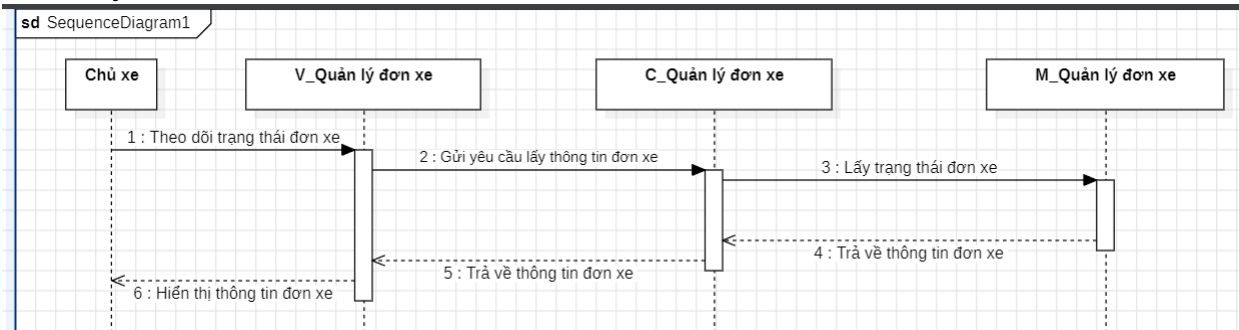 sd SequenceDiagram1
Chủ xe
V_Quản lý đơn xe
C_Quản lý đơn xe
M_Quản lý đơn xe
1 : Theo dõi trạng thái đơn xe
2 : Gửi yêu cầu lấy thông tin đơn xe
3 : Lấy trạng thái đơn xe
4 : Trả về thông tin đơn xe
5 : Trả về thông tin đơn xe
6 : Hiển thị thông tin đơn xe